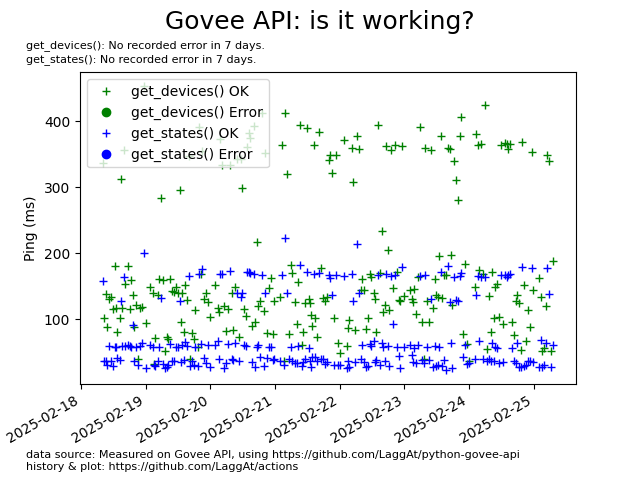 Govee API: is it working?
get_devices(): No recorded error in 7 days.
get_states(): No recorded error in 7 days.
get_devices() OK
get_devices() Error
get_states() OK
get_states() Error
Ping (ms)
400
300
200
100
2025-02-18
2025-02-19
2025-02-20
2025-02-21
2025-02-22
2025-02-23
2025-02-24
2025-02-25
data source: Measured on Govee API, using https://github.com/LaggAt/python-govee-api
history & plot: https://github.com/LaggAt/actions